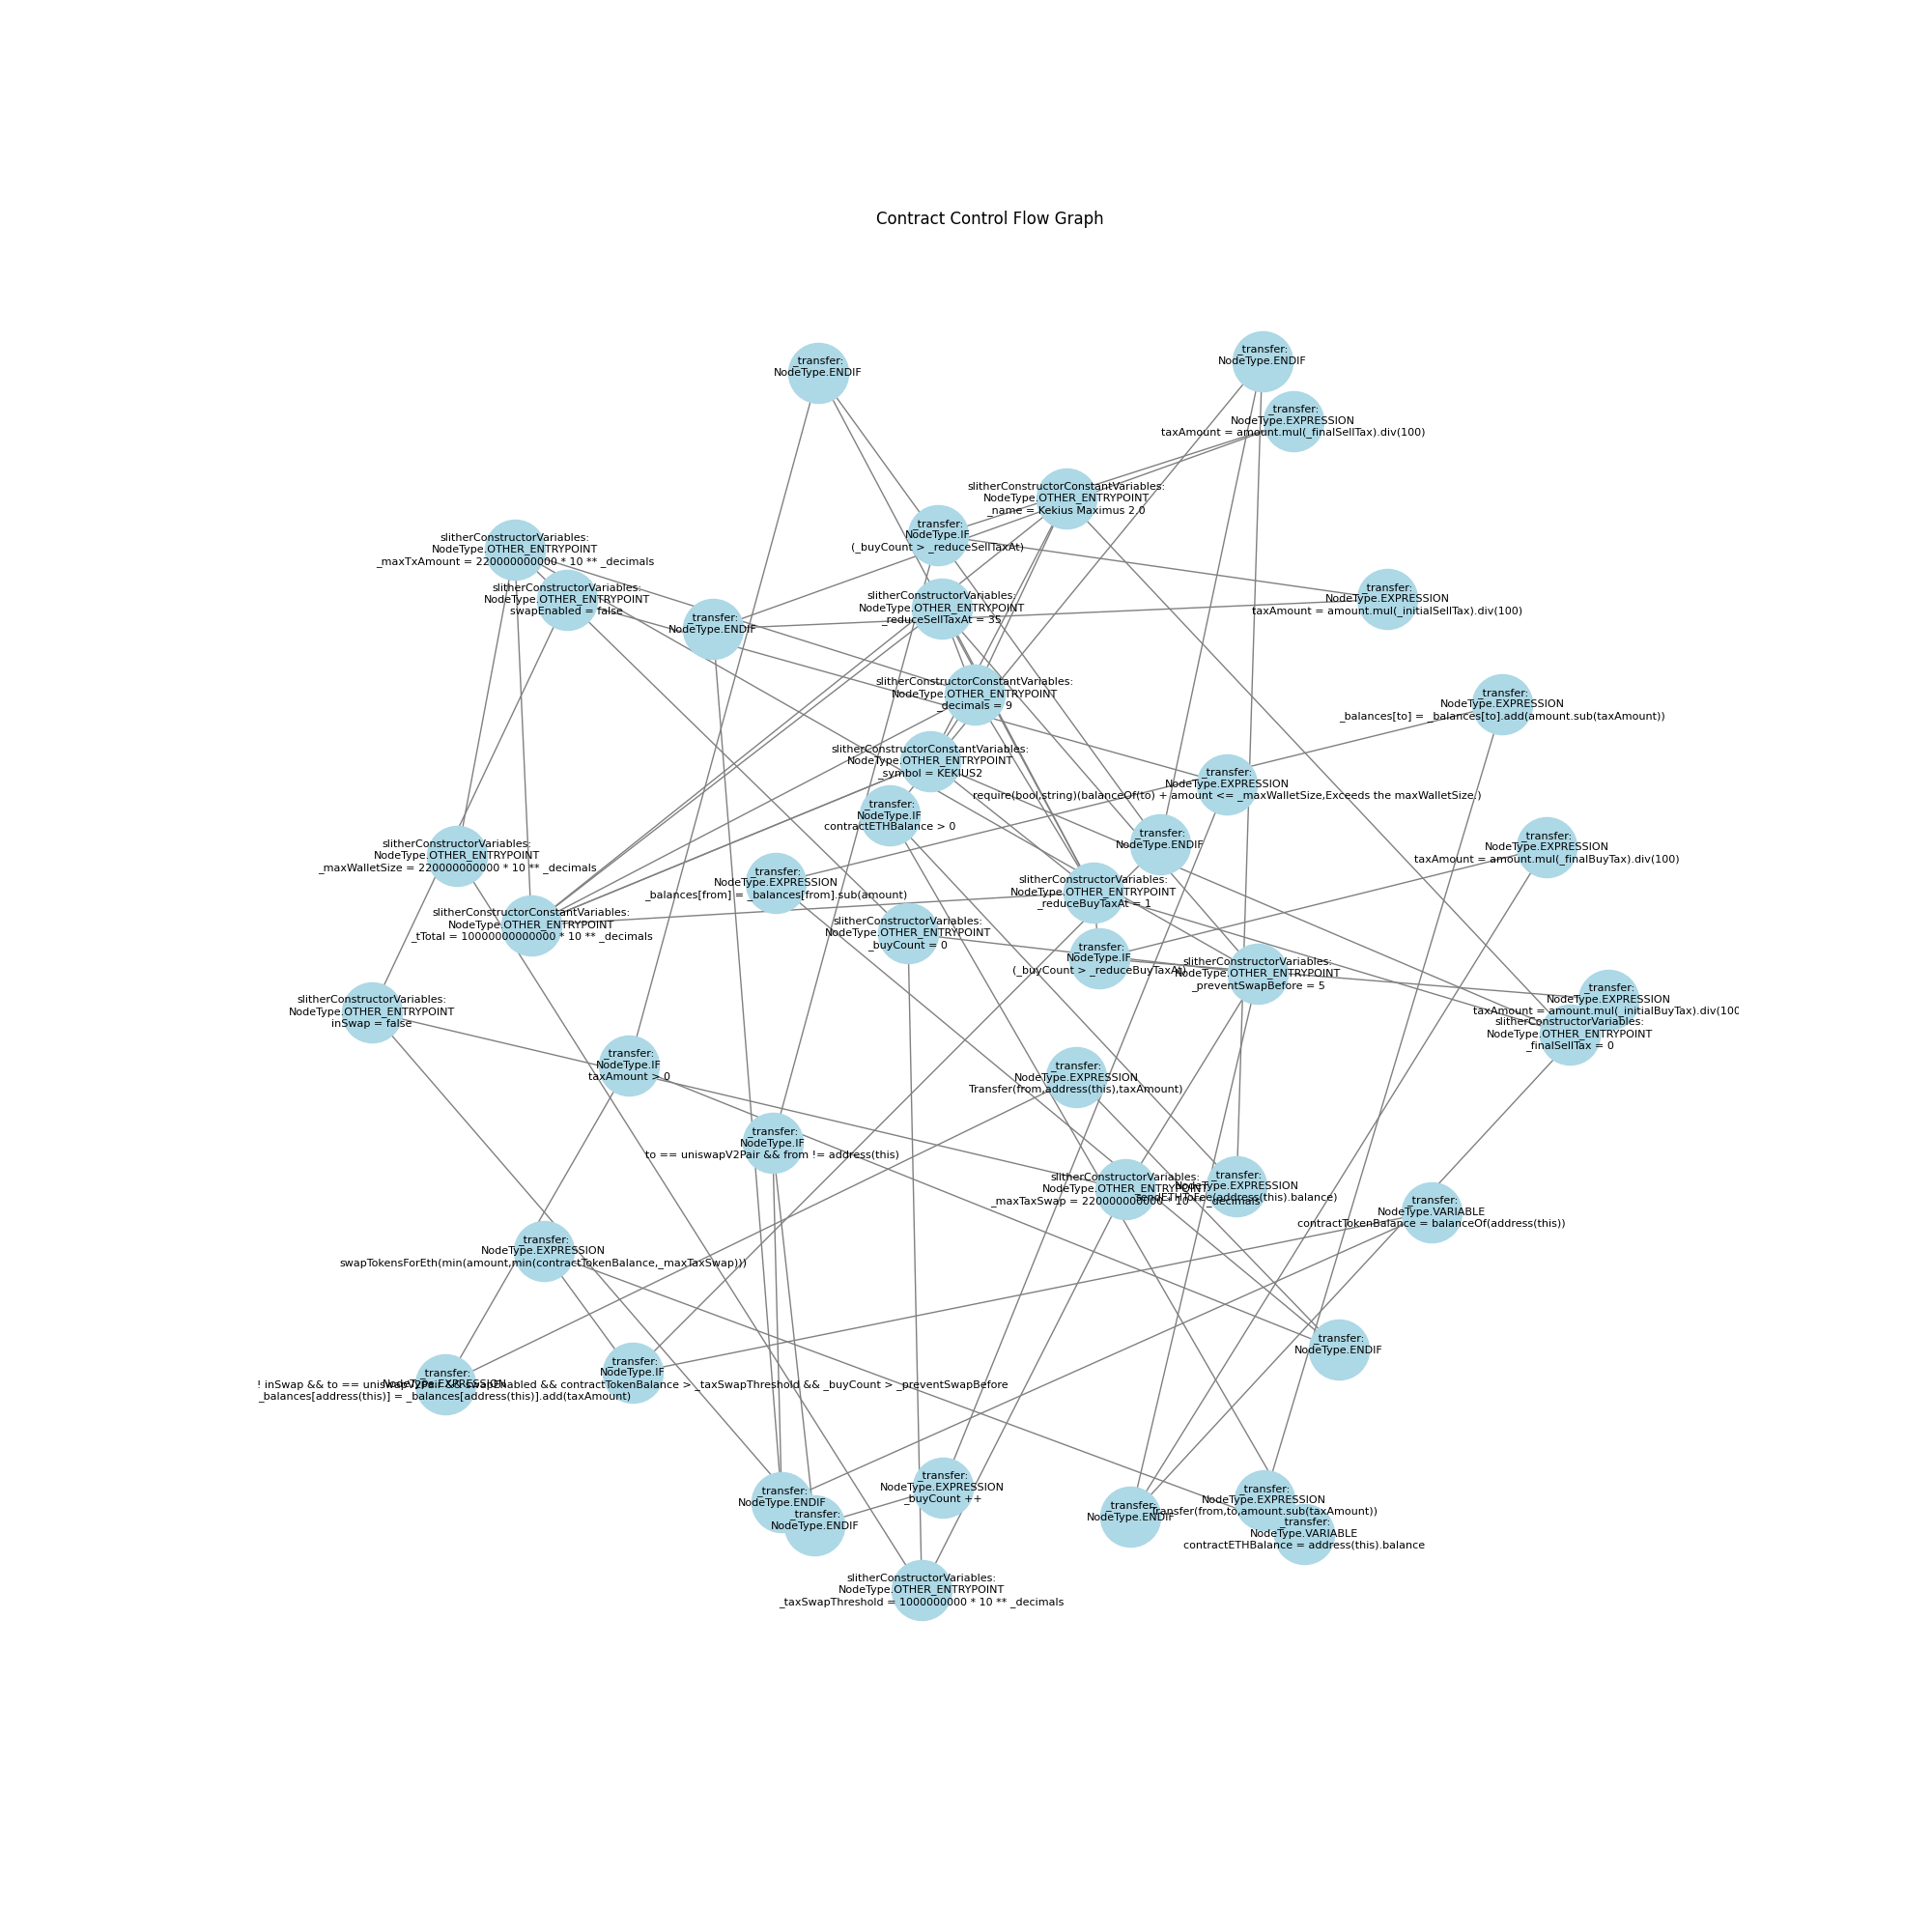 Contract Control Flow Graph
_transfer:
NodeType.ENDIF
_transfer:
NodeType.ENDIF
_transfer:
NodeType.EXPRESSION
taxAmount = amount.mul(_finalSellTax).div(100)
slitherConstructorConstantVariables:
NodeType.OTHER_ENTRYPOINT
_name = Kekius Maximus 2.0
_transfer:
NodeType.IF
(_buyCount > _reduceSellTaxAt)
slitherConstructorVariables:
NodeType.OTHER_ENTRYPOINT
_maxTxAmount = 220000000000 * 10 ** _decimals
slitherConstructorVariables:
NodeType.OTHER_ENTRYPOINT
swapEnabled = false
slitherConstructorVariables:
NodeType.OTHER_ENTRYPOINT
_reduceSellTaxAt = 35
_transfer:
NodeType.EXPRESSION
taxAmount = amount.mul(_initialSellTax).div(100)
_transfer:
NodeType.ENDIF
slitherConstructorConstantVariables:
NodeType.OTHER_ENTRYPOINT
_decimals = 9
_transfer:
NodeType.EXPRESSION
_balances[to] = _balances[to].add(amount.sub(taxAmount))
slitherConstructorConstantVariables:
NodeType.OTHER_ENTRYPOINT
_symbol = KEKIUS2
_transfer:
NodeType.EXPRESSION
require(bool,string)(balanceOf(to) + amount <= _maxWalletSize,Exceeds the maxWalletSize.)
_transfer:
NodeType.IF
contractETHBalance > 0
_transfer:
NodeType.ENDIF
_transfer:
NodeType.EXPRESSION
taxAmount = amount.mul(_finalBuyTax).div(100)
slitherConstructorVariables:
NodeType.OTHER_ENTRYPOINT
_maxWalletSize = 220000000000 * 10 ** _decimals
_transfer:
NodeType.EXPRESSION
_balances[from] = _balances[from].sub(amount)
slitherConstructorVariables:
NodeType.OTHER_ENTRYPOINT
_reduceBuyTaxAt = 1
slitherConstructorConstantVariables:
NodeType.OTHER_ENTRYPOINT
_tTotal = 10000000000000 * 10 ** _decimals
slitherConstructorVariables:
NodeType.OTHER_ENTRYPOINT
_buyCount = 0
_transfer:
NodeType.IF
(_buyCount > _reduceBuyTaxAt)
slitherConstructorVariables:
NodeType.OTHER_ENTRYPOINT
_preventSwapBefore = 5
_transfer:
NodeType.EXPRESSION
taxAmount = amount.mul(_initialBuyTax).div(100
slitherConstructorVariables:
NodeType.OTHER_ENTRYPOINT
_finalSellTax = 0
slitherConstructorVariables:
NodeType.OTHER_ENTRYPOINT
inSwap = false
_transfer:
NodeType.IF
taxAmount > 0
_transfer:
NodeType.EXPRESSION
Transfer(from,address(this),taxAmount)
_transfer:
NodeType.IF
to == uniswapV2Pair && from != address(this)
slitherConstructorVariables:
NodeType.OTHER_ENTRYPOINT
_maxTaxSwap = 220000000000 * 10 ** _decimals
_transfer:
NodeType.EXPRESSION
sendETHToFee(address(this).balance)
_transfer:
NodeType.VARIABLE
contractTokenBalance = balanceOf(address(this))
_transfer:
NodeType.EXPRESSION
swapTokensForEth(min(amount,min(contractTokenBalance,_maxTaxSwap)))
_transfer:
NodeType.ENDIF
_transfer:
NodeType.IF
! inSwap && to == uniswapV2Pair && swapEnabled && contractTokenBalance > _taxSwapThreshold && _buyCount > _preventSwapBefore
_transfer:
NodeType.EXPRESSION
_balances[address(this)] = _balances[address(this)].add(taxAmount)
_transfer:
NodeType.ENDIF
_transfer:
NodeType.ENDIF
_transfer:
NodeType.EXPRESSION
_buyCount ++
_transfer:
NodeType.ENDIF
_transfer:
NodeType.EXPRESSION
Transfer(from,to,amount.sub(taxAmount))
_transfer:
NodeType.VARIABLE
contractETHBalance = address(this).balance
slitherConstructorVariables:
NodeType.OTHER_ENTRYPOINT
_taxSwapThreshold = 1000000000 * 10 ** _decimals